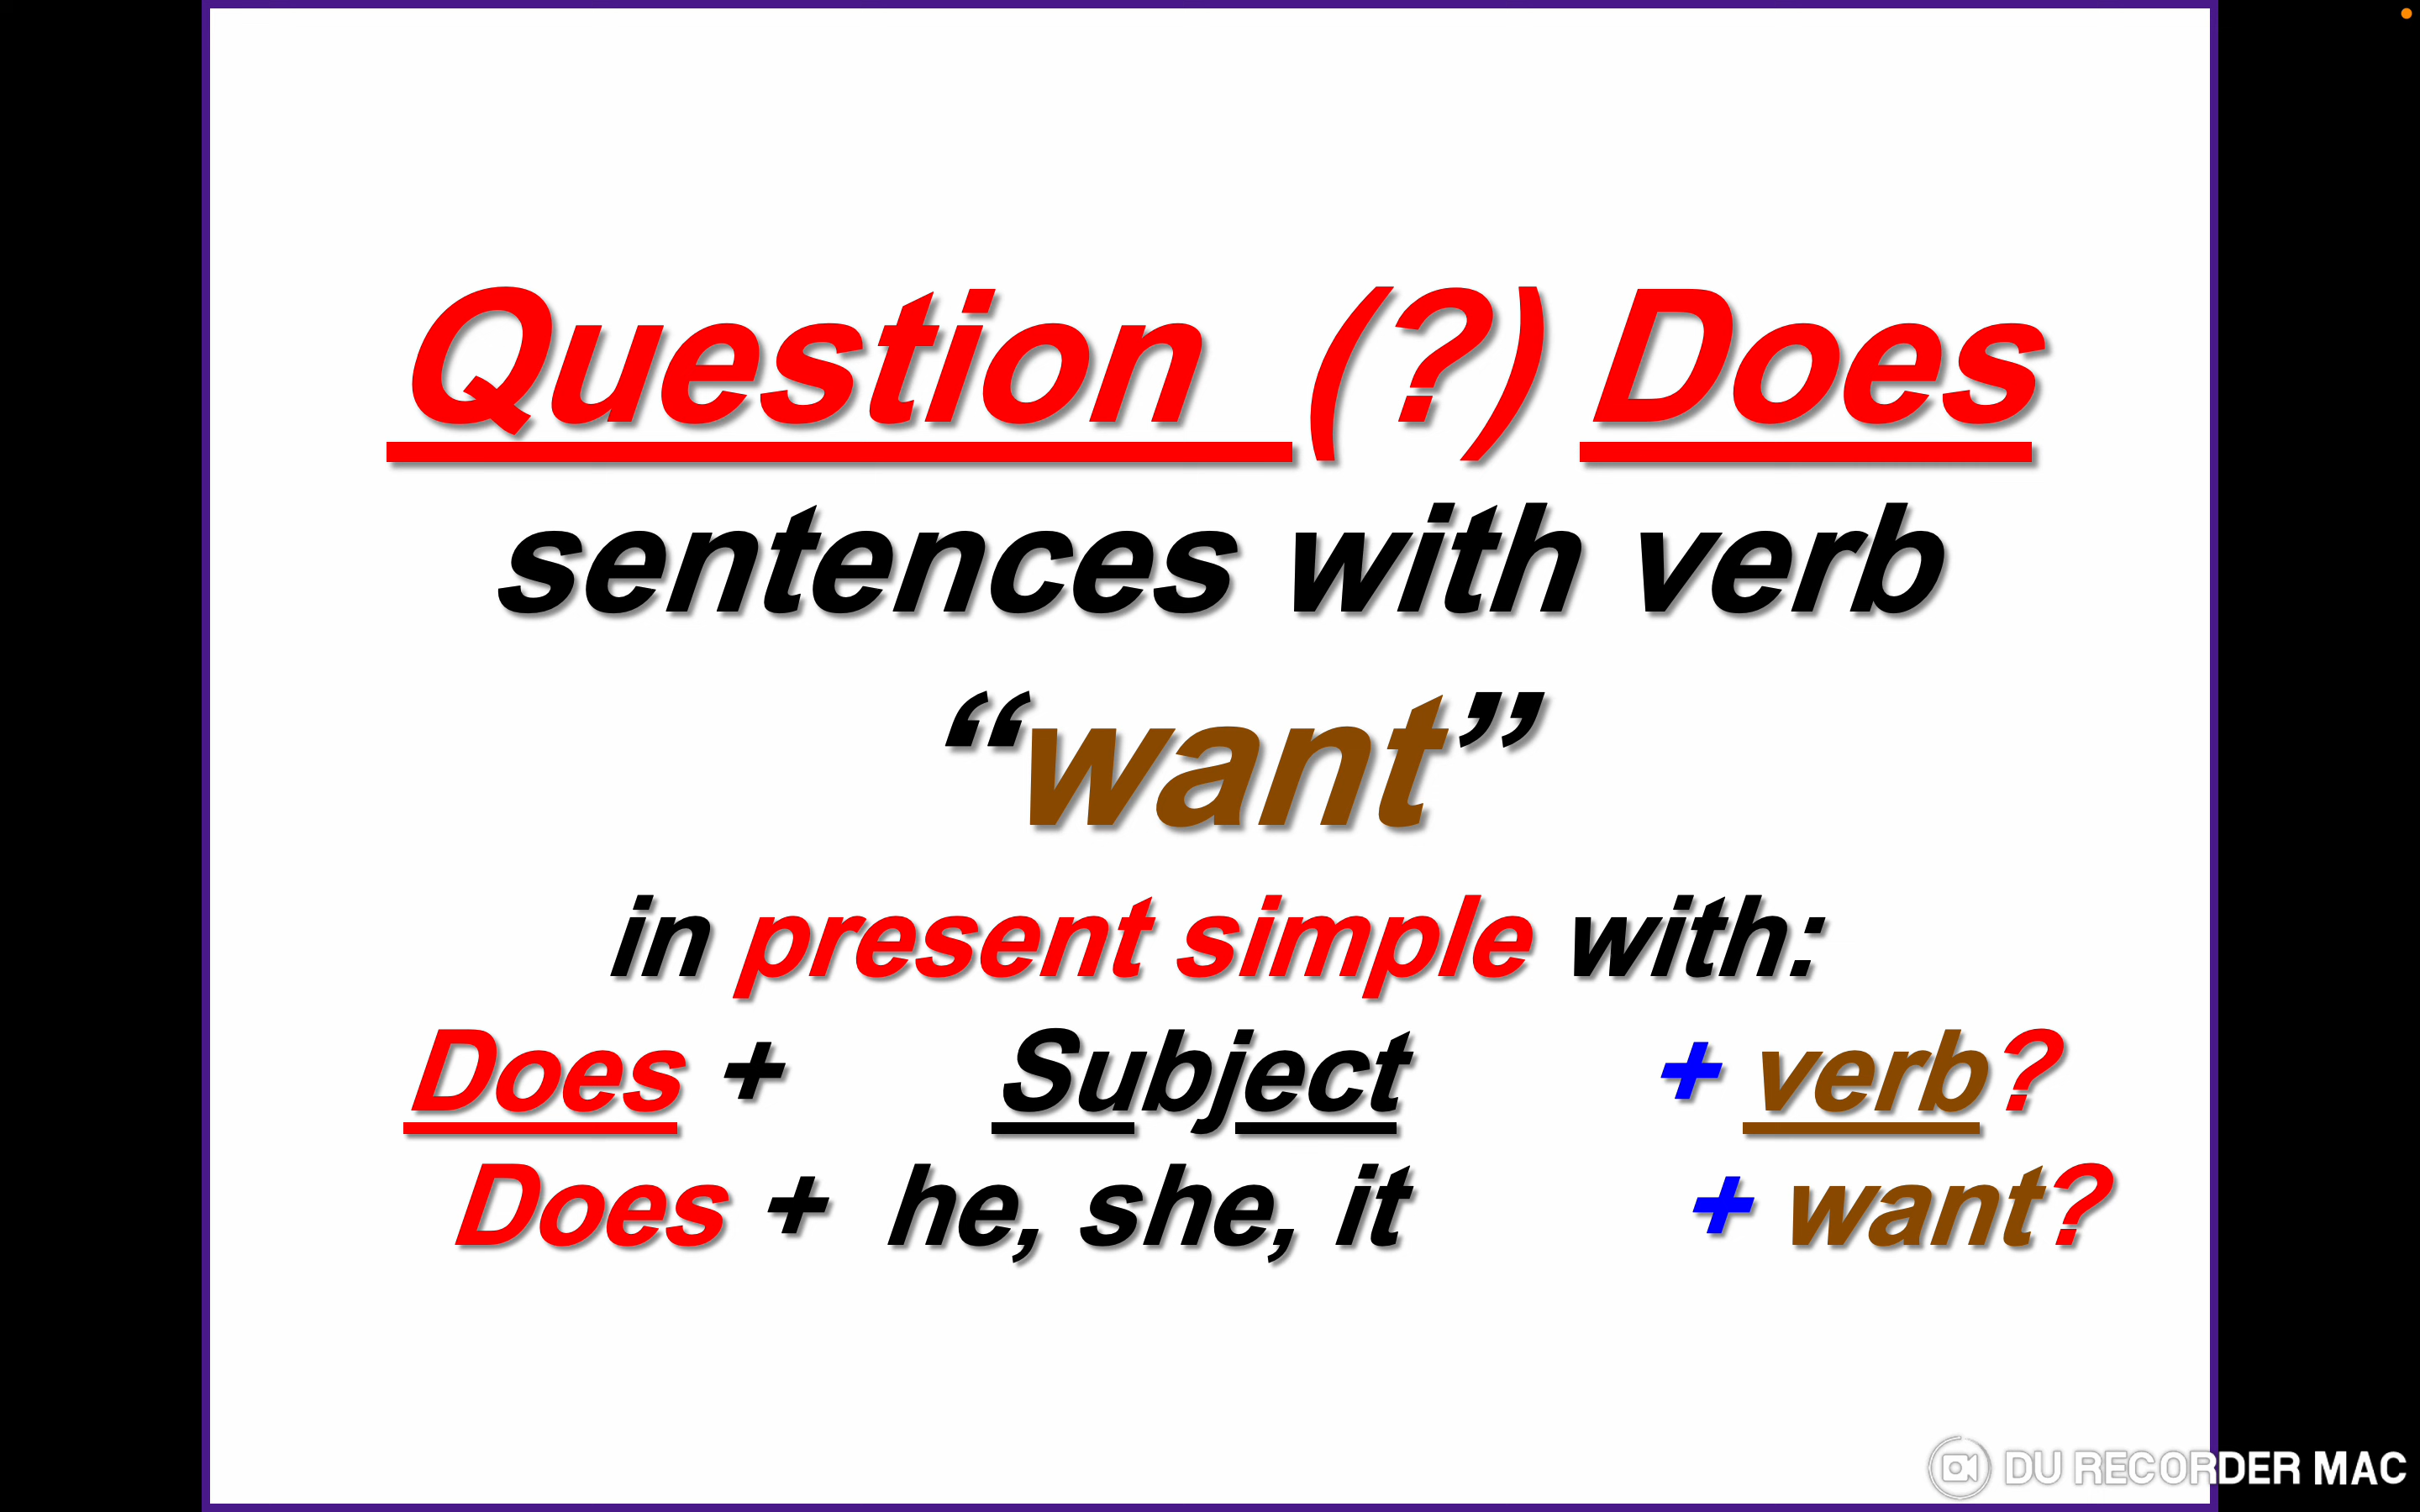 Question (?) Does
sentences with verb
“want”
in present simple with:
Does + Subject + verb?
Does + he, she, it + want?
DU RECORDER MAC